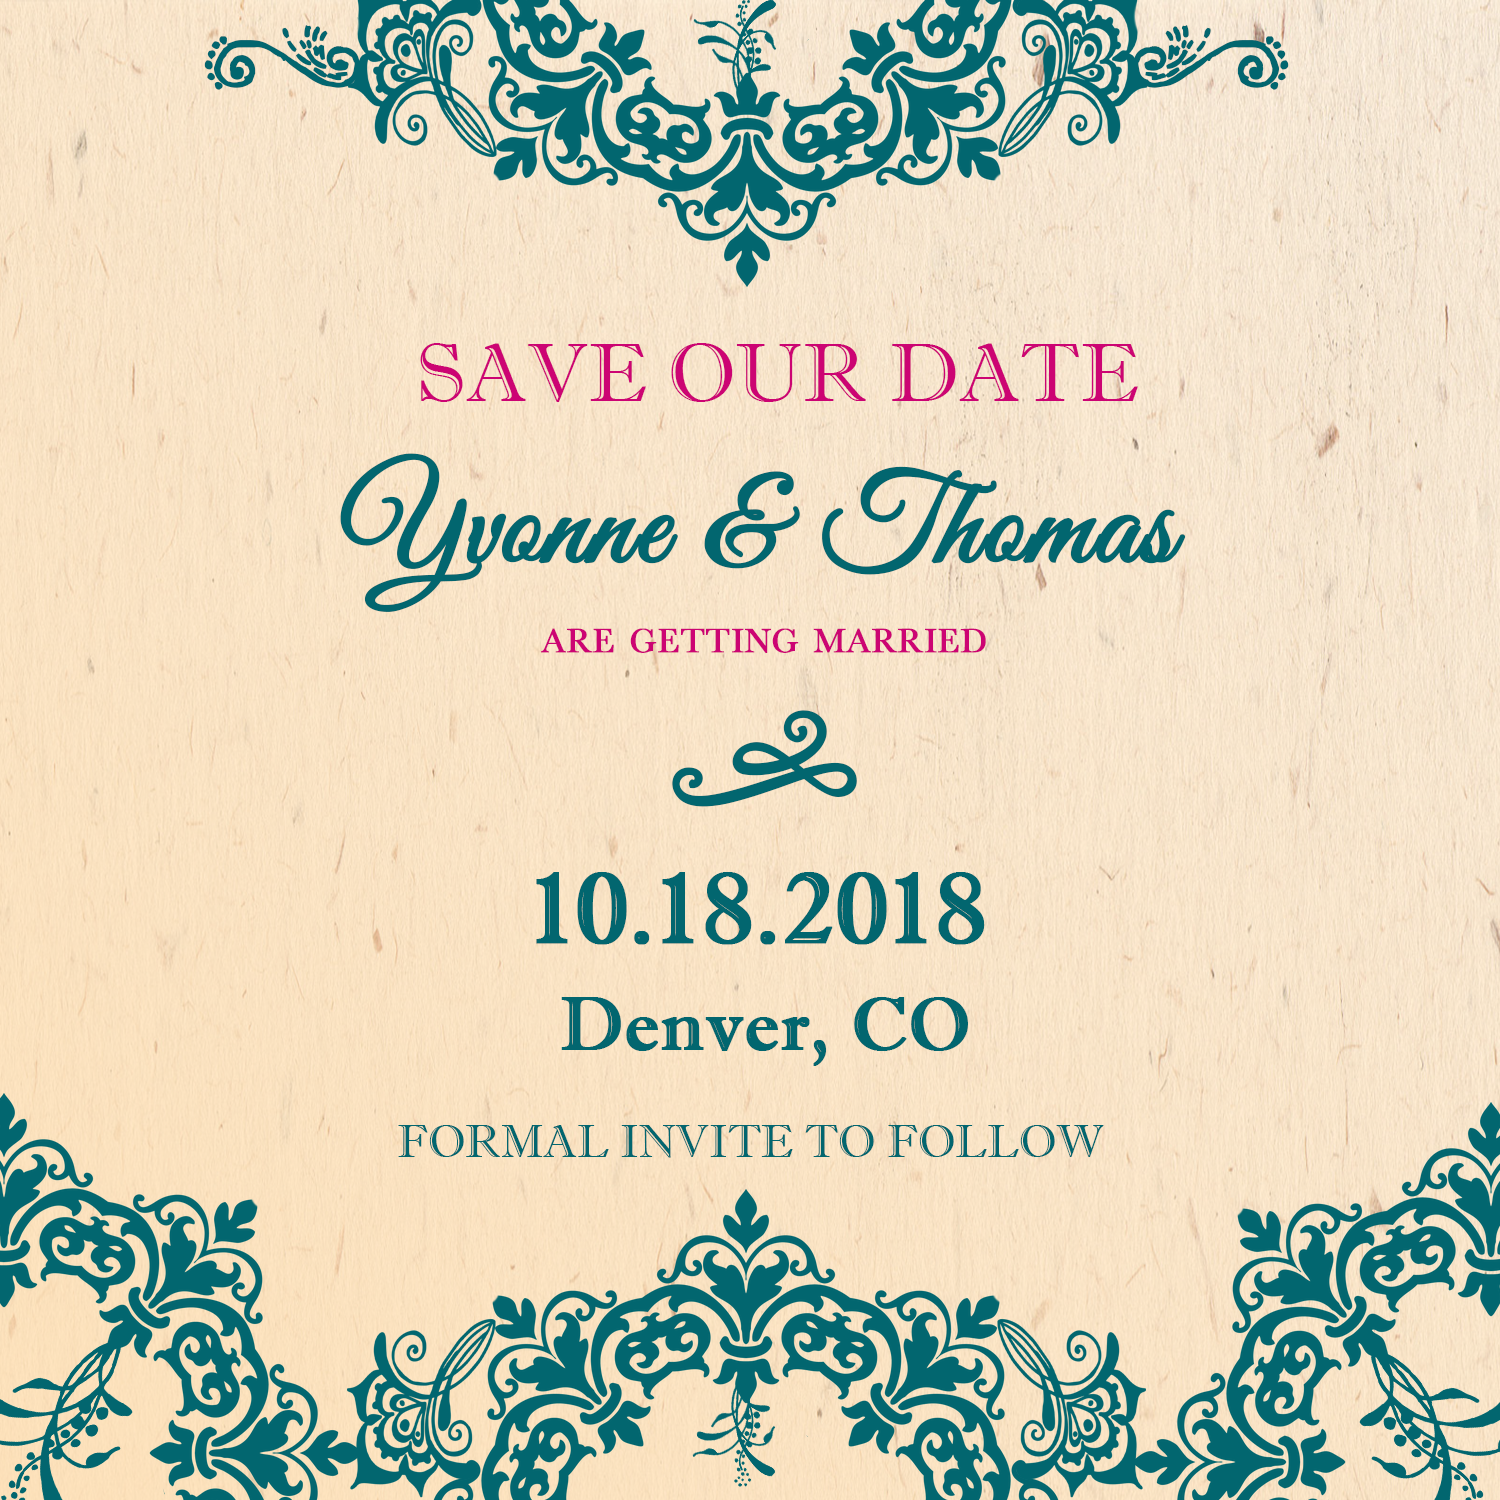 SAVE OUR DATE
Yvonne & Thomas
ARE GETTING MARRIED
10.18.2018
Denver, CO
FORMAL INVITE TO FOLLOW